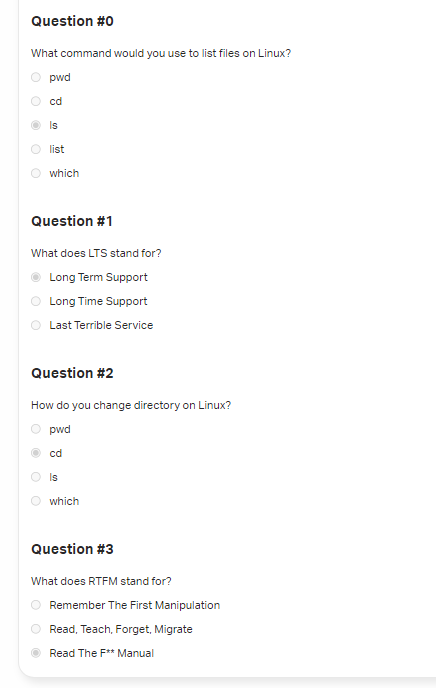 Question #0
What command would you use to list files on Linux?
pwd
cd
ls
list
which
Question #1
What does LTS stand for?
Long Term Support
Long Time Support
Last Terrible Service
Question #2
How do you change directory on Linux?
pwd
cd
ls
which
Question #3
What does RTFM stand for?
Remember The First Manipulation
Read, Teach, Forget, Migrate
Read The F** Manual